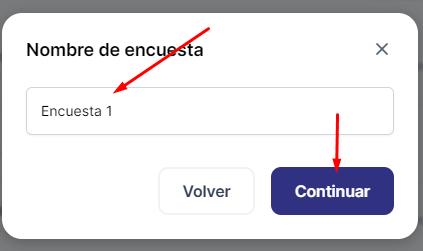 Nombre de encuesta
Encuesta 1
Volver
Continuar